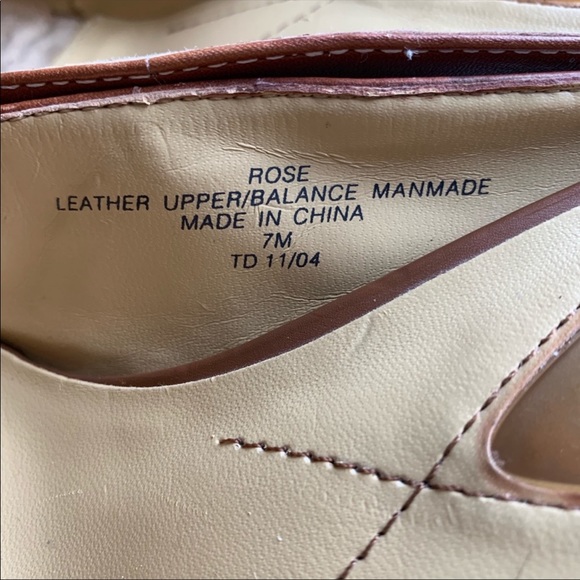 ROSE
LEATHER UPPER/BALANCE MANMADE
MADE IN CHINA
7M
TD 11/04